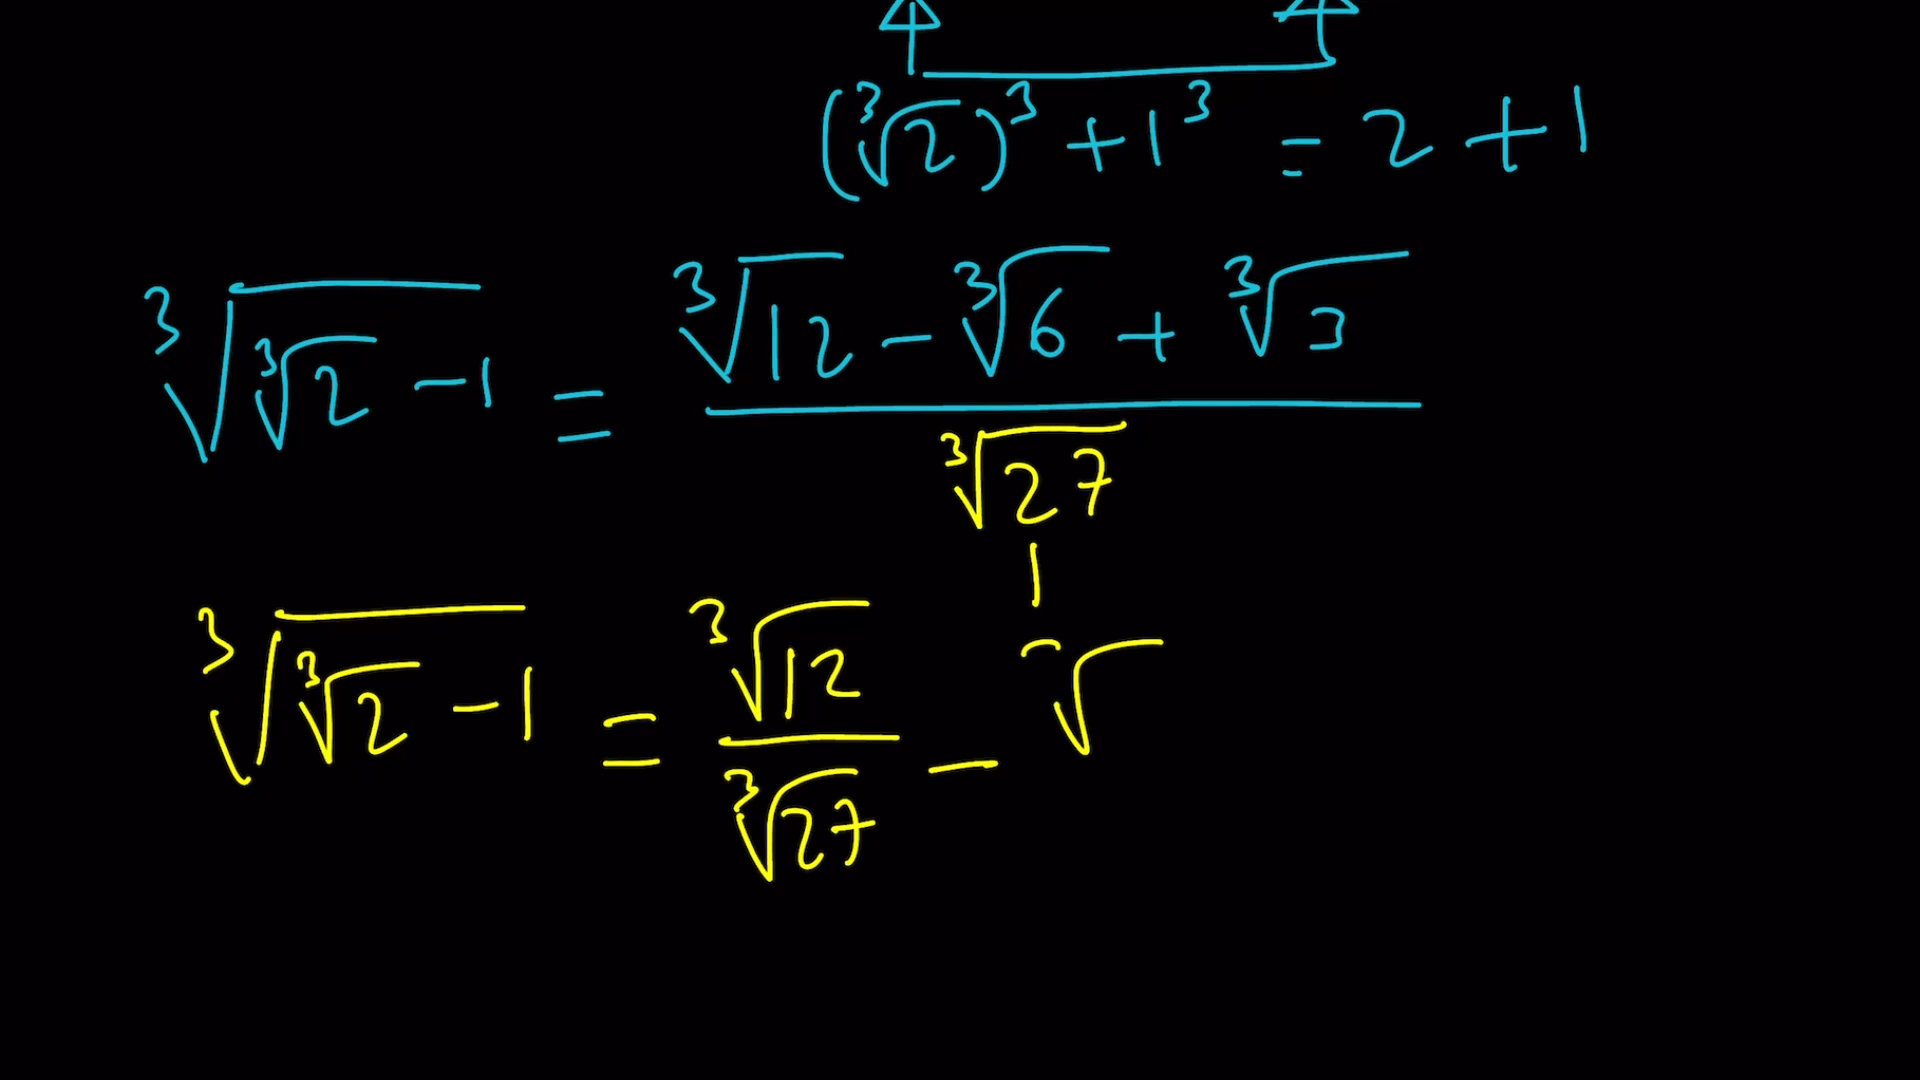 (∛2)³ + 1³ = 2 + 1
∛(∛2 - 1) = (∛12 - ∛6 + ∛3) / ∛27
∛(∛2 - 1) = ∛12 / ∛27 - √